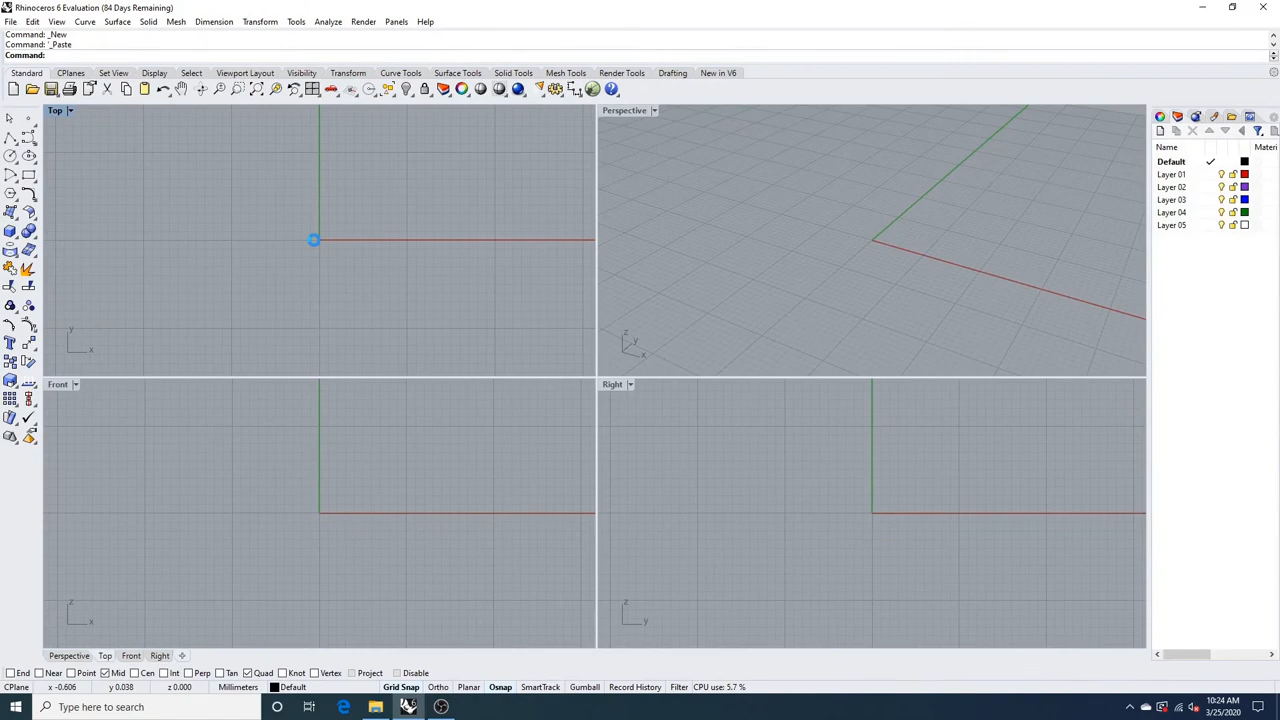 Rhinoceros 6 Evaluation (84 Days Remaining)
File Edit View Curve Surface Solid Mesh Dimension Transform Tools Analyze Render Panels Help
Command: _New
Command: '_Paste
Command:
Standard CPlanes Set View Display Select Viewport Layout Visibility Transform Curve Tools Surface Tools Solid Tools Mesh Tools Render Tools Drafting New in V6
Top
Perspective
Name Materi
Default
Layer 01
Layer 02
Layer 03
Layer 04
Layer 05
y
x
z
y
x
Front
Right
z
x
z
y
Perspective Top Front Right
End Near Point Mid Cen Int Perp Tan Quad Knot Vertex Project Disable
CPlane x -0.606 y 0.038 z 0.000 Millimeters Default Grid Snap Ortho Planar Osnap SmartTrack Gumball Record History Filter CPU use: 5.7 %
Type here to search
10:24 AM
3/25/2020